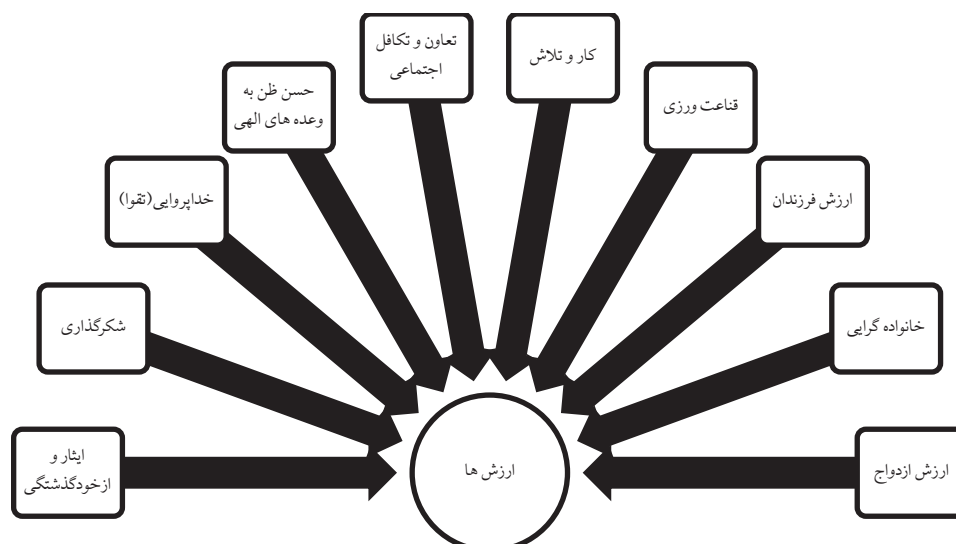 تعاون و تکافل
اجتماعی
کار و تلاش
حسن ظن به
وعده های الهی
قناعت ورزی
خداپروایی(تقوا)
ارزش فرزندان
شکرگذاری
خانواده گرایی
ایثار و
ازخودگذشتگی
ارزش ها
ارزش ازدواج